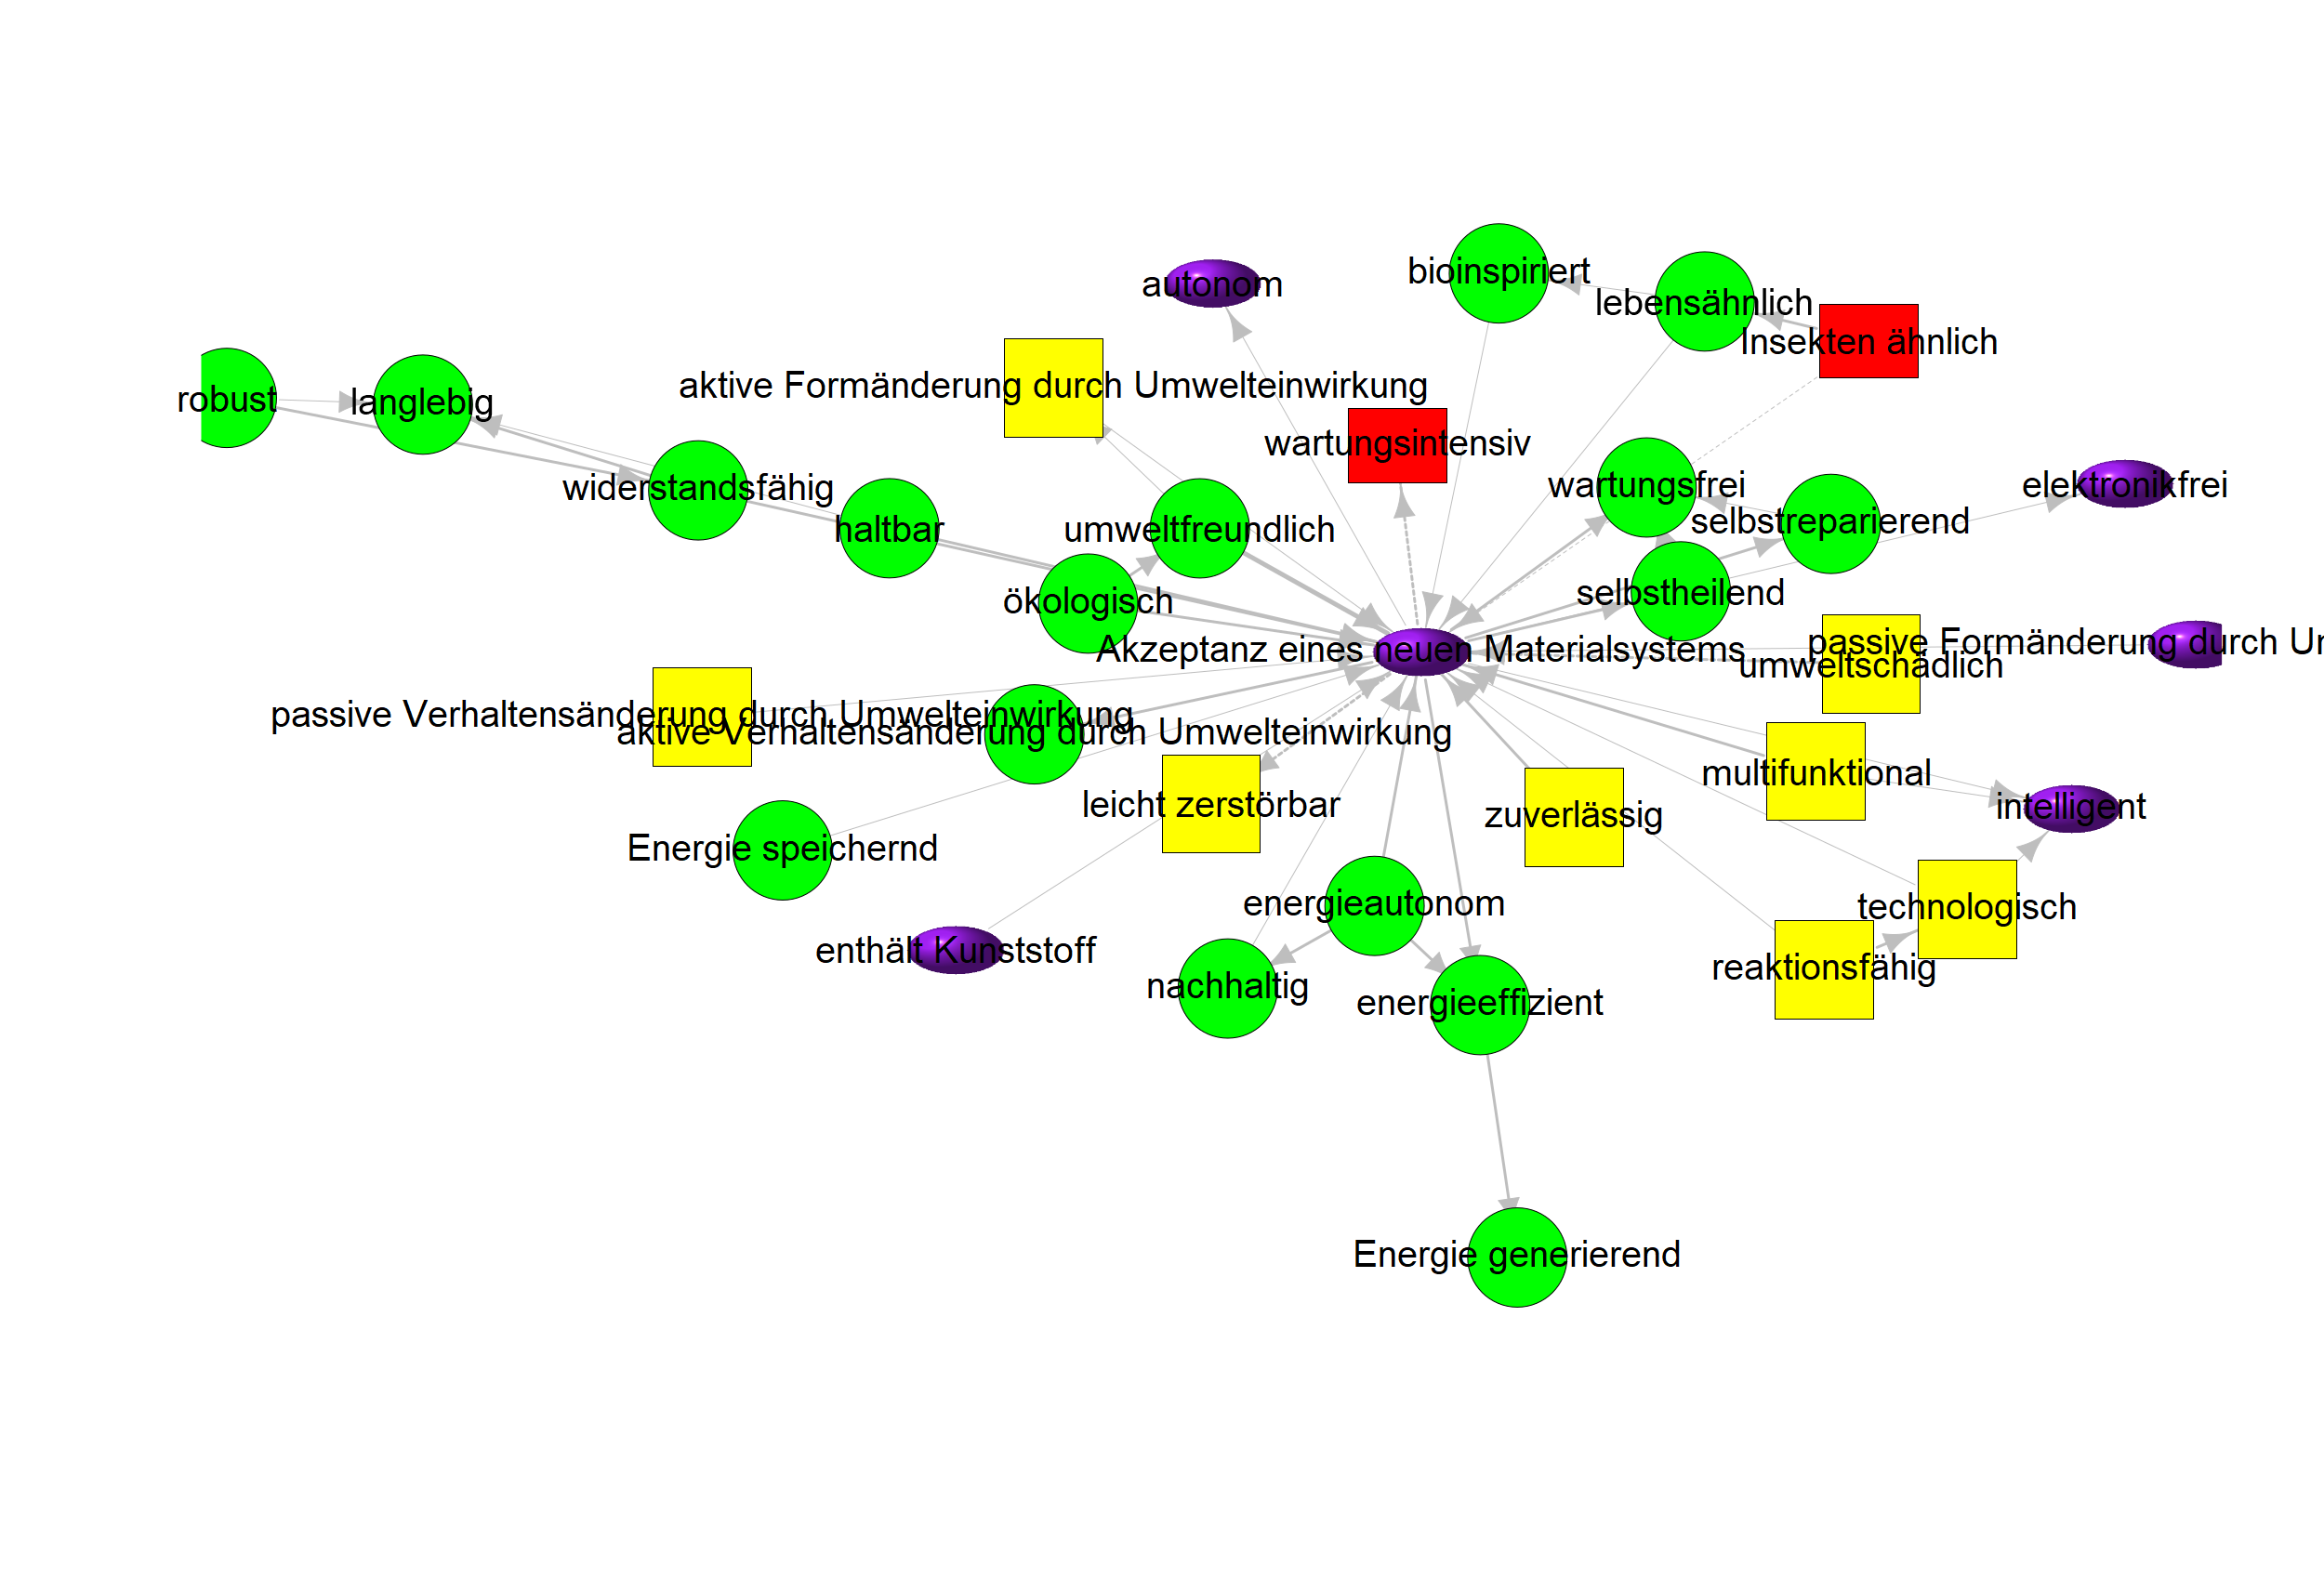 bioinspiriert
autonom
lebensähnlich
Insekten ähnlich
aktive Formänderung durch Umwelteinwirkung
robust
langlebig
wartungsintensiv
widerstandsfähig
wartungsfrei
elektronikfrei
haltbar
umweltfreundlich
selbstreparierend
ökologisch
selbstheilend
Akzeptanz eines neuen Materialsystems
passive Formänderung durch Um
umweltschädlich
passive Verhaltensänderung durch Umwelteinwirkung
aktive Verhaltensänderung durch Umwelteinwirkung
multifunktional
leicht zerstörbar
zuverlässig
intelligent
Energie speichernd
energieautonom
technologisch
enthält Kunststoff
reaktionsfähig
nachhaltig
energieeffizient
Energie generierend